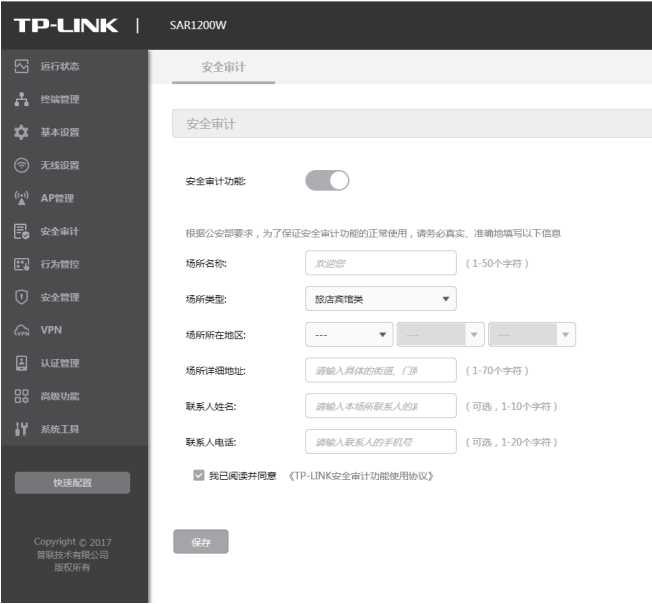 TP-LINK | SAR1200W
运行状态
终端管理
基本设置
无线设置
AP管理
安全审计
行为管控
安全管理
VPN
认证管理
高级功能
系统工具
快速配置
Copyright © 2017
普联技术有限公司
版权所有
安全审计
安全审计
安全审计功能:
根据公安部要求，为了保证安全审计功能的正常使用，请务必真实、准确地填写以下信息
场所名称: 欢迎您 （1-50个字符）
场所类型: 旅店宾馆类
场所所在地区: --- --- ---
场所详细地址: 请输入具体的街道、门 （1-70个字符）
联系人姓名: 请输入本场所联系人的 （可选，1-10个字符）
联系人电话: 请输入联系人的手机号 （可选，1-20个字符）
我已阅读并同意 《TP-LINK安全审计功能使用协议》
保存